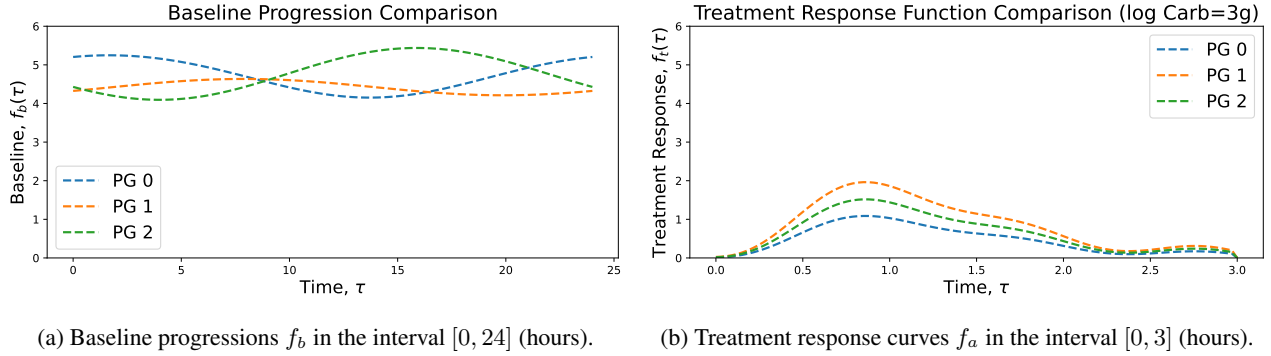 Baseline Progression Comparison
Baseline, f_b(τ)
6
5
4
3
2
1
0
PG 0
PG 1
PG 2
0 5 10 15 20 25
Time, τ
(a) Baseline progressions f_b in the interval [0, 24] (hours).
Treatment Response Function Comparison (log Carb=3g)
Treatment Response, f_t(τ)
6
5
4
3
2
1
0
PG 0
PG 1
PG 2
0.0 0.5 1.0 1.5 2.0 2.5 3.0
Time, τ
(b) Treatment response curves f_a in the interval [0, 3] (hours).